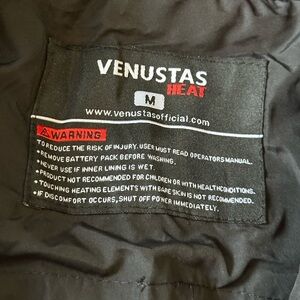 VENUSTAS
HEAT
M
www.venustasofficial.com
⚠WARNING
TO REDUCE THE RISK OF INJURY, USER MUST READ OPERATORS MANUAL.
•REMOVE BATTERY PACK BEFORE WASHING.
•NEVER USE IF INNER LINING IS WET
•PRODUCT NOT RECOMMENDED FOR CHILDREN OR WITH HEALTH CONDITIONS.
•TOUCHING HEATING ELEMENTS WITH BARE SKIN IS NOT RECOMMENDED.
•IF DISCOMFORT OCCURS, SHUT OFF POWER IMMEDIATELY.